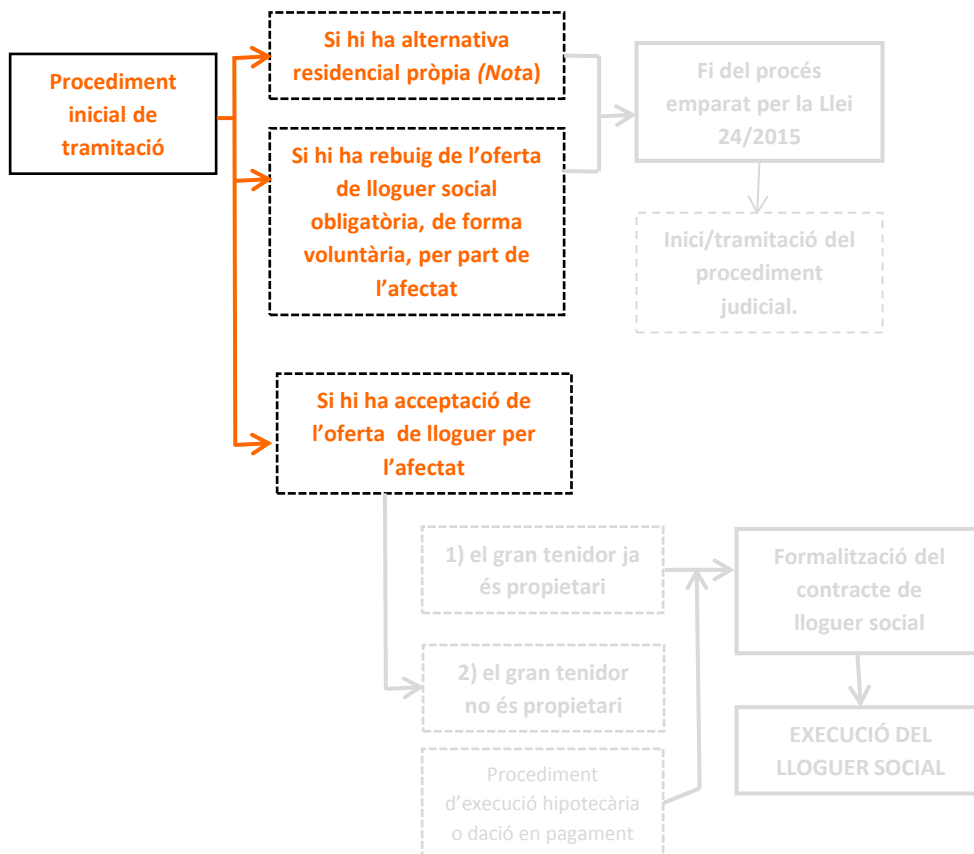 Procediment
inicial de
tramitació
Si hi ha alternativa
residencial pròpia (Nota)
Si hi ha rebuig de l’oferta
de lloguer social
obligatòria, de forma
voluntària, per part de
l’afectat
Fi del procés
emparat per la Llei
24/2015
Inici/tramitació del
procediment
judicial.
Si hi ha acceptació de
l’oferta de lloguer per
l’afectat
1) el gran tenidor ja
és propietari
2) el gran tenidor
no és propietari
Procediment
d’execució hipotecària
o dació en pagament
Formalització del
contracte de
lloguer social
EXECUCIÓ DEL
LLOGUER SOCIAL